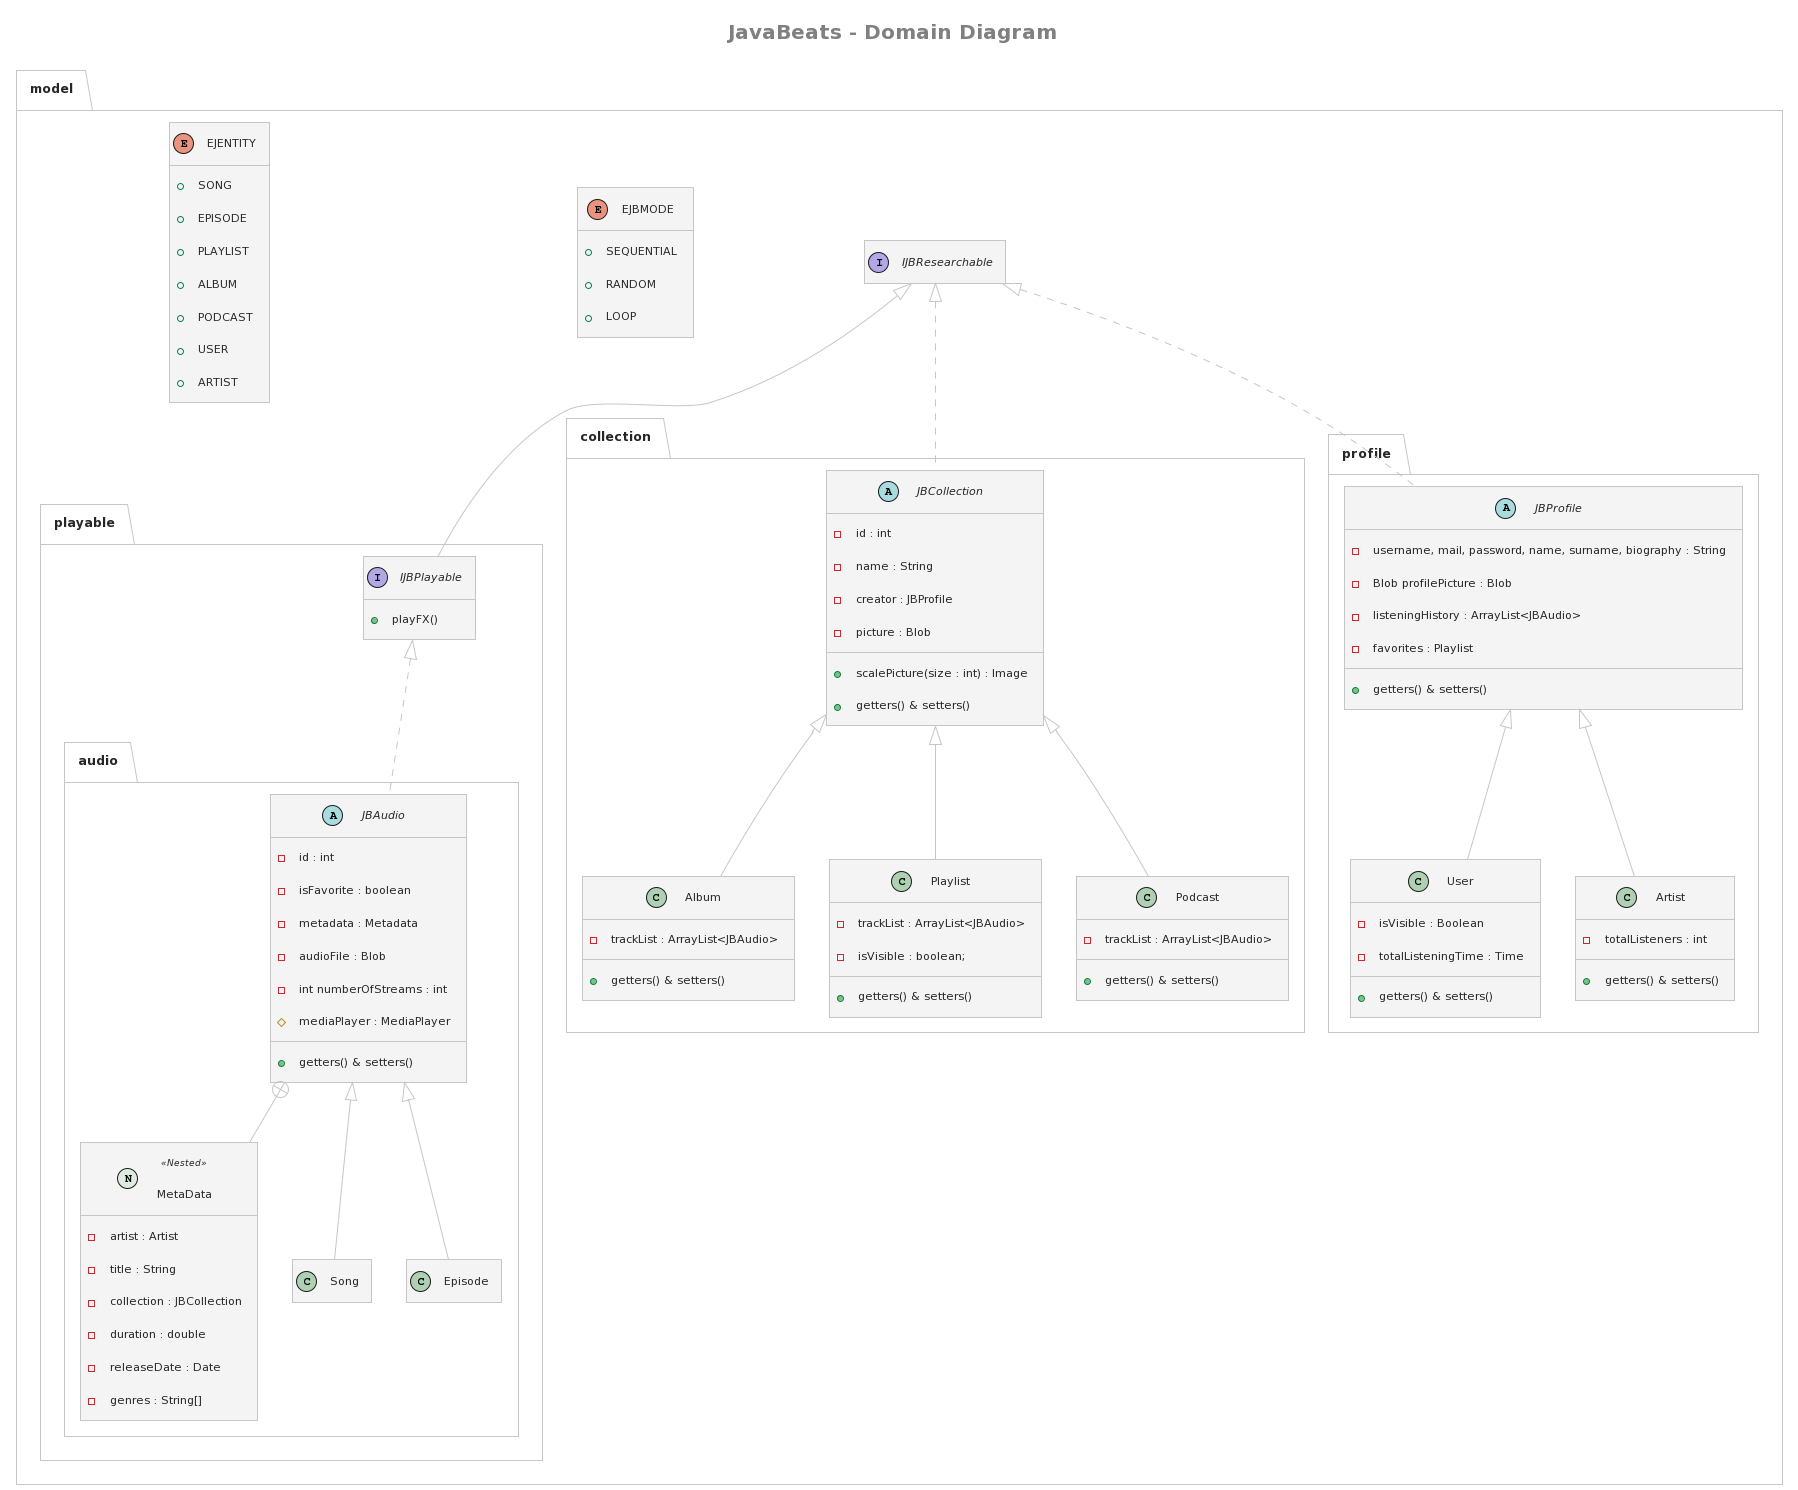 JavaBeats - Domain Diagram
model
E EJENTITY
SONG
EPISODE
PLAYLIST
ALBUM
PODCAST
USER
ARTIST
E EJBMODE
SEQUENTIAL
RANDOM
LOOP
I IJBResearchable
playable
I IJBPlayable
playFX()
audio
A JBAudio
id : int
isFavorite : boolean
metadata : Metadata
audioFile : Blob
int numberOfStreams : int
mediaPlayer : MediaPlayer
getters() & setters()
N «Nested»
MetaData
artist : Artist
title : String
collection : JBCollection
duration : double
releaseDate : Date
genres : String[]
C Song
C Episode
collection
A JBCollection
id : int
name : String
creator : JBProfile
picture : Blob
scalePicture(size : int) : Image
getters() & setters()
C Album
trackList : ArrayList<JBAudio>
getters() & setters()
C Playlist
trackList : ArrayList<JBAudio>
isVisible : boolean;
getters() & setters()
C Podcast
trackList : ArrayList<JBAudio>
getters() & setters()
profile
A JBProfile
username, mail, password, name, surname, biography : String
Blob profilePicture : Blob
listeningHistory : ArrayList<JBAudio>
favorites : Playlist
getters() & setters()
C User
isVisible : Boolean
totalListeningTime : Time
getters() & setters()
C Artist
totalListeners : int
getters() & setters()